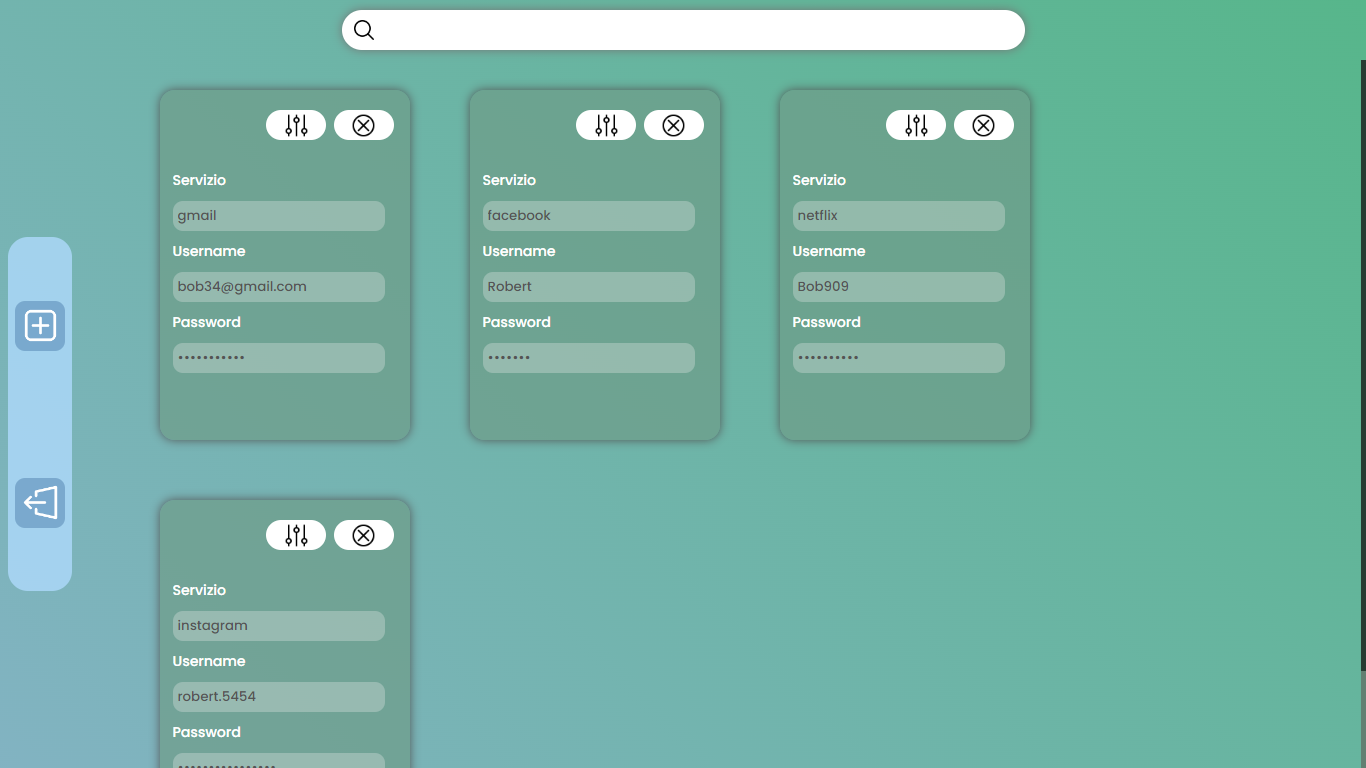 Servizio
gmail
Username
bob34@gmail.com
Password
•••••••••••
Servizio
facebook
Username
Robert
Password
•••••••
Servizio
netflix
Username
Bob909
Password
••••••••••
Servizio
instagram
Username
robert.5454
Password
••••••••••••••••